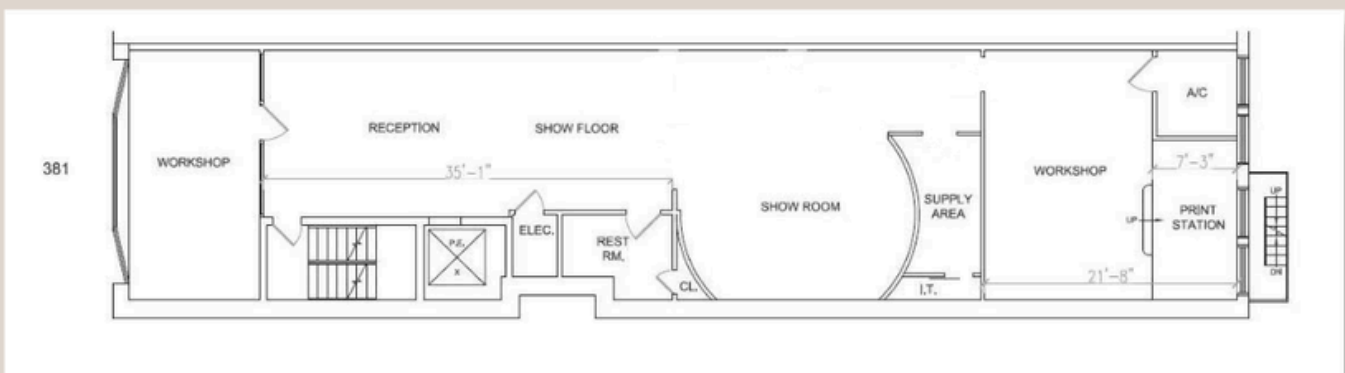 381
WORKSHOP
RECEPTION
SHOW FLOOR
35'-1"
ELEC.
REST
RM.
P.E.
X
CL.
SHOW ROOM
SUPPLY
AREA
I.T.
WORKSHOP
UP
21'-8"
A/C
7'-3"
PRINT
STATION
UP
DN